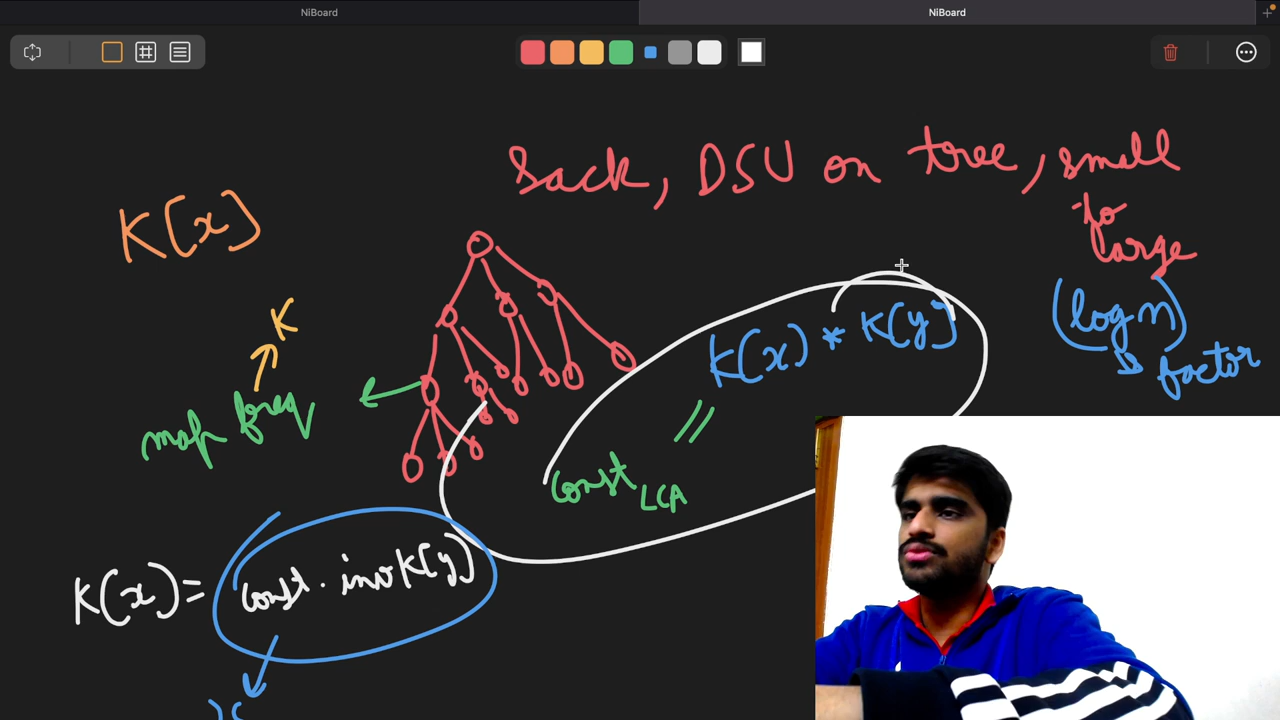 NiBoard
NiBoard
Sack, DSU on tree, small
to
large
K[x]
(log n)
factor
K
K[x] * K[y]
map freq
const LCA
K[x] = const. inv K[y]